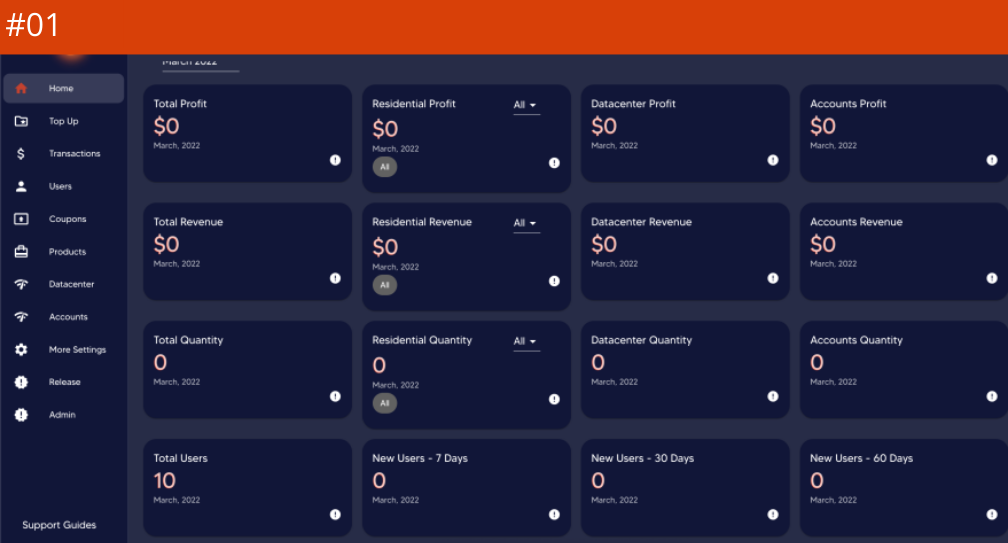 #01
March 2022
Home
Top Up
Transactions
Users
Coupons
Products
Datacenter
Accounts
More Settings
Release
Admin
Support Guides
Total Profit
$0
March, 2022
Residential Profit
All
$0
March, 2022
All
Datacenter Profit
$0
March, 2022
Accounts Profit
$0
March, 2022
Total Revenue
$0
March, 2022
Residential Revenue
All
$0
March, 2022
All
Datacenter Revenue
$0
March, 2022
Accounts Revenue
$0
March, 2022
Total Quantity
0
March, 2022
Residential Quantity
All
0
March, 2022
All
Datacenter Quantity
0
March, 2022
Accounts Quantity
0
March, 2022
Total Users
10
March, 2022
New Users - 7 Days
0
March, 2022
New Users - 30 Days
0
March, 2022
New Users - 60 Days
0
March, 2022